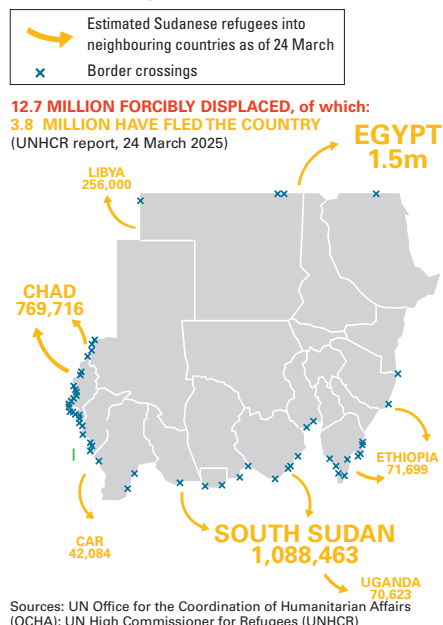 Estimated Sudanese refugees into
neighbouring countries as of 24 March
Border crossings
12.7 MILLION FORCIBLY DISPLACED, of which:
3.8 MILLION HAVE FLED THE COUNTRY
(UNHCR report, 24 March 2025)
EGYPT
1.5m
LIBYA
256,000
CHAD
769,716
ETHIOPIA
71,699
CAR
42,084
SOUTH SUDAN
1,088,463
UGANDA
70,623
Sources: UN Office for the Coordination of Humanitarian Affairs
(OCHA); UN High Commissioner for Refugees (UNHCR)